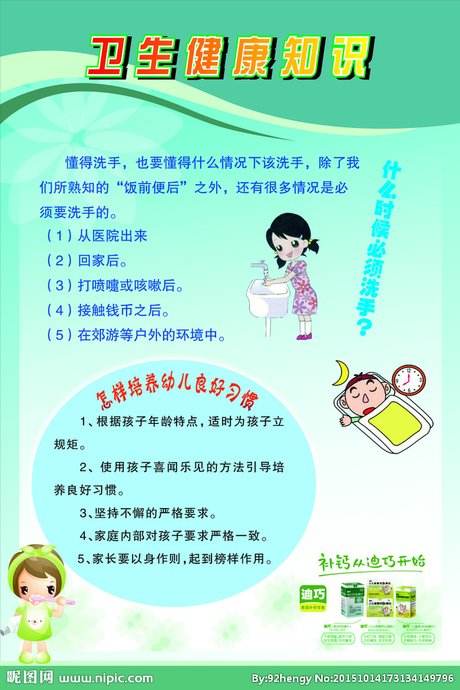 卫生健康知识
懂得洗手，也要懂得什么情况下该洗手，除了我
们所熟知的“饭前便后”之外，还有很多情况是必
须要洗手的。
（1）从医院出来
（2）回家后。
（3）打喷嚏或咳嗽后。
（4）接触钱币之后。
（5）在郊游等户外的环境中。
什么时候必须洗手？
怎样培养幼儿良好习惯
1、根据孩子年龄特点，适时为孩子立
规矩。
2、使用孩子喜闻乐见的方法引导培
养良好习惯。
3、坚持不懈的严格要求。
4、家庭内部对孩子要求严格一致。
5、家长要以身作则，起到榜样作用。
补钙从迪巧开始
迪巧
昵图网 www.nipic.com
By:92hengy No:20151014173134149796